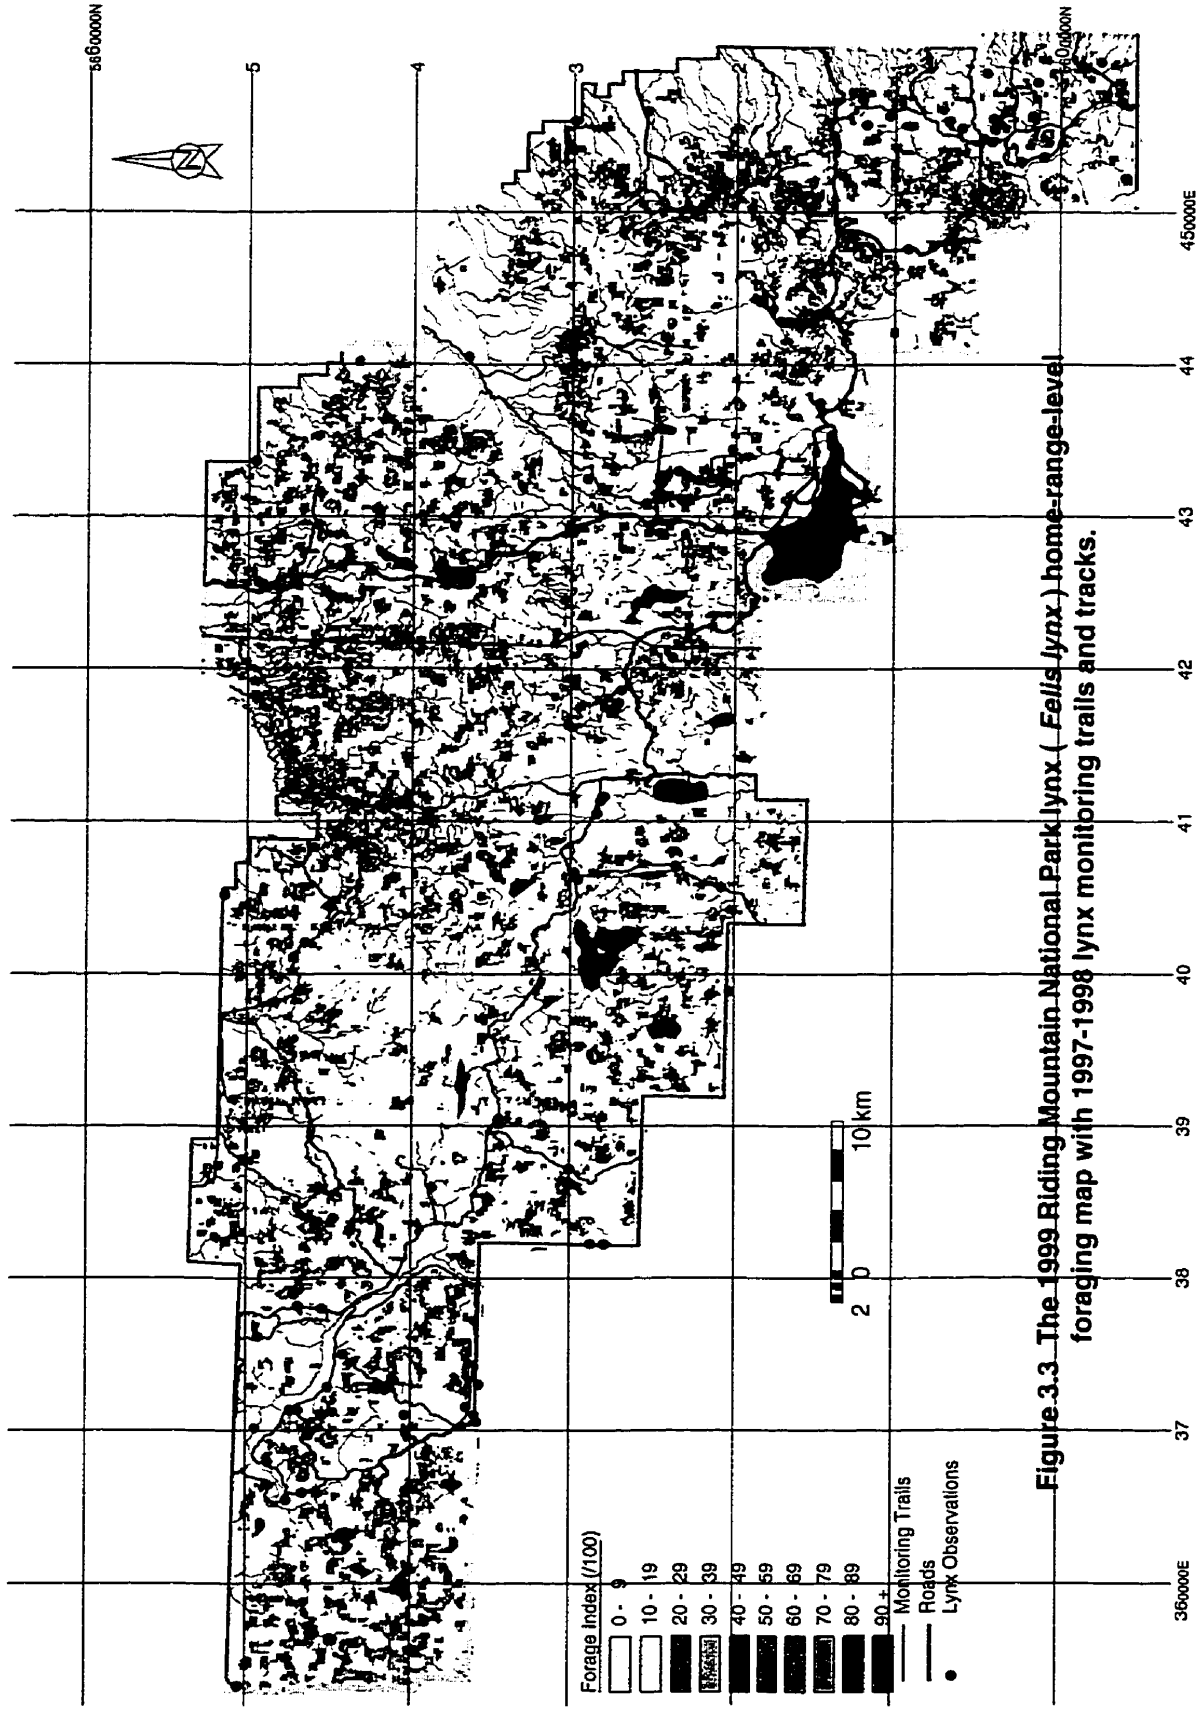 5690000N
5
4
3
2
N
Forage Index (/100)
0 - 9
10 - 19
20 - 29
30 - 39
40 - 49
50 - 59
60 - 69
70 - 79
80 - 89
90 +
Monitoring Trails
Roads
Lynx Observations
2 0 10 km
360000E 37 38 39 40 41 42 43 44 450000E
Figure 3.3 The 1999 Riding Mountain National Park lynx ( Felis lynx ) home-range-level
foraging map with 1997-1998 lynx monitoring trails and tracks.